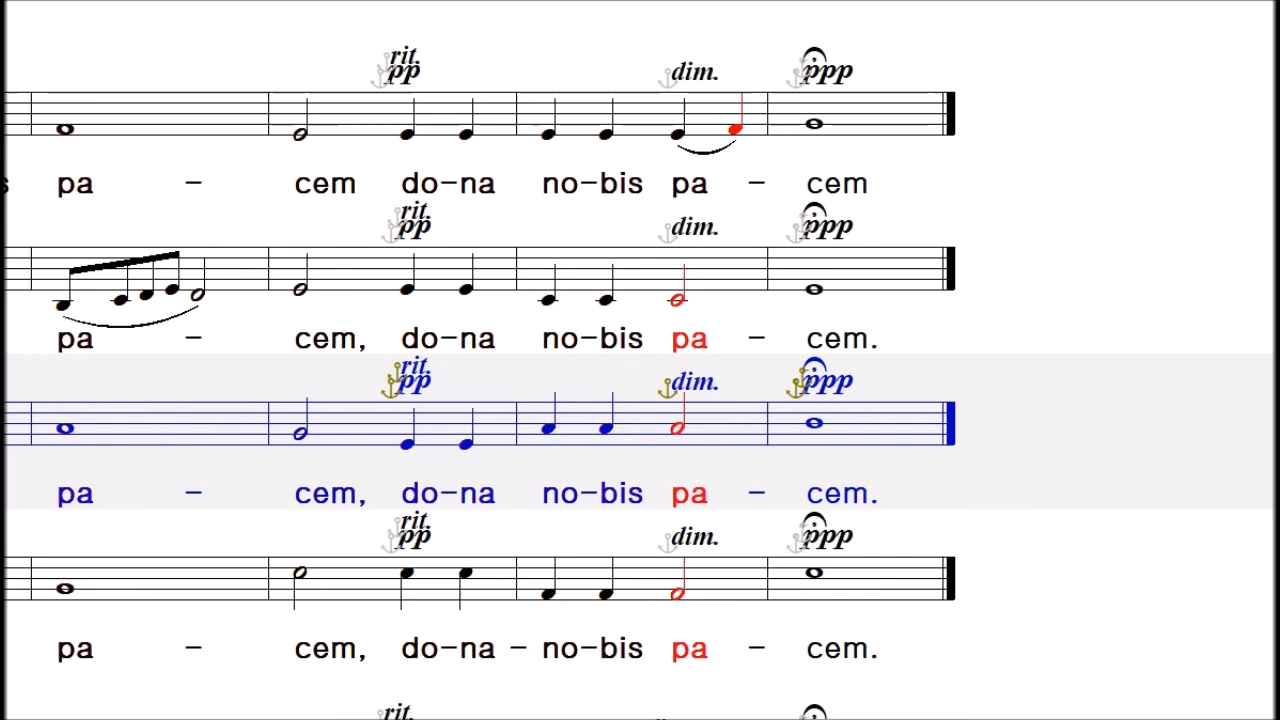 rit.
pp dim. ppp
pa - cem do-na no-bis pa - cem
rit.
pp dim. ppp
pa - cem, do-na no-bis pa - cem.
rit.
pp dim. ppp
pa - cem, do-na no-bis pa - cem.
rit.
pp dim. ppp
pa - cem, do-na - no-bis pa - cem.
rit.